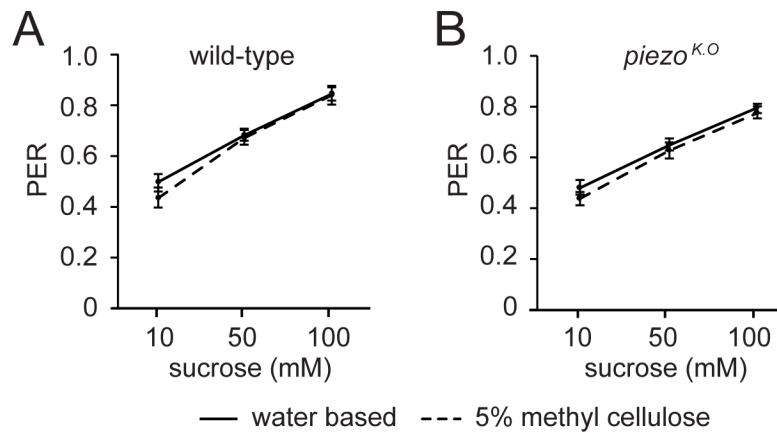 A
wild-type
1.0
0.8
0.6
0.4
0.2
0
PER
10 50 100
sucrose (mM)
B
piezo K.O
1.0
0.8
0.6
0.4
0.2
0
PER
10 50 100
sucrose (mM)
water based 5% methyl cellulose